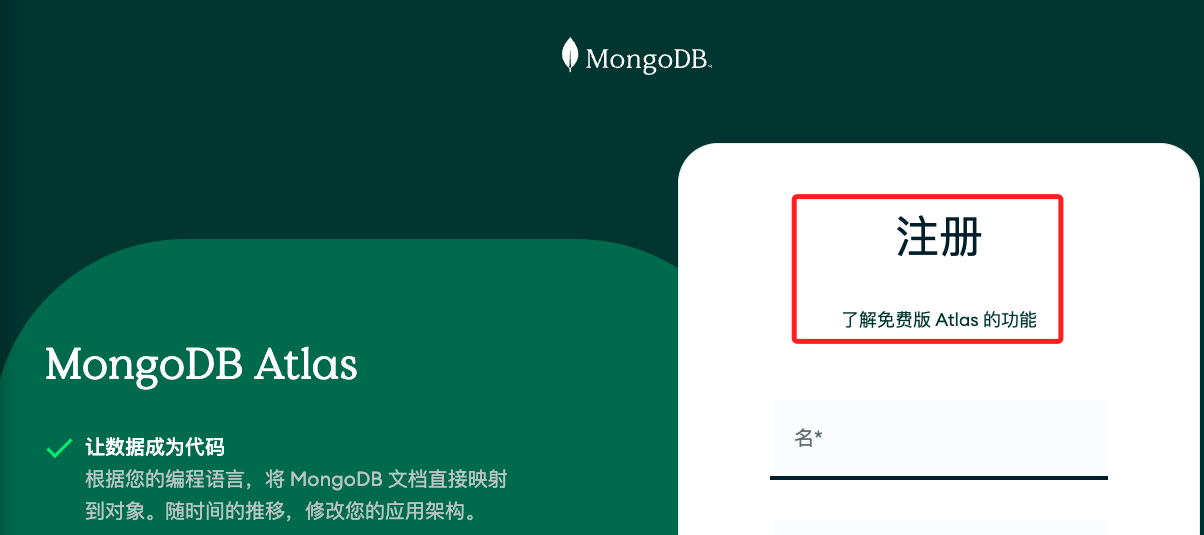 MongoDB
注册
了解免费版 Atlas 的功能
名*
MongoDB Atlas
让数据成为代码
根据您的编程语言，将 MongoDB 文档直接映射
到对象。随时间的推移，修改您的应用架构。